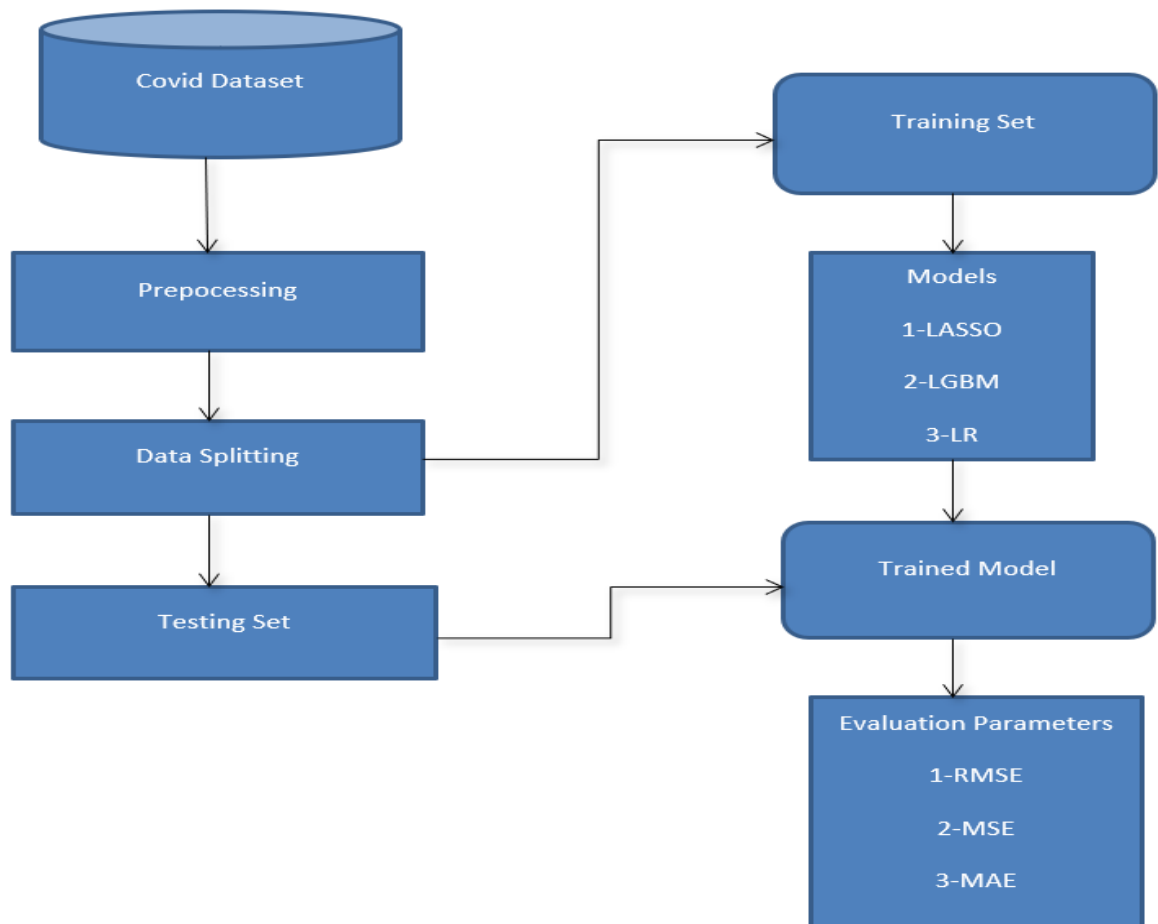 Covid Dataset
Prepocessing
Data Splitting
Testing Set
Training Set
Models
1-LASSO
2-LGBM
3-LR
Trained Model
Evaluation Parameters
1-RMSE
2-MSE
3-MAE